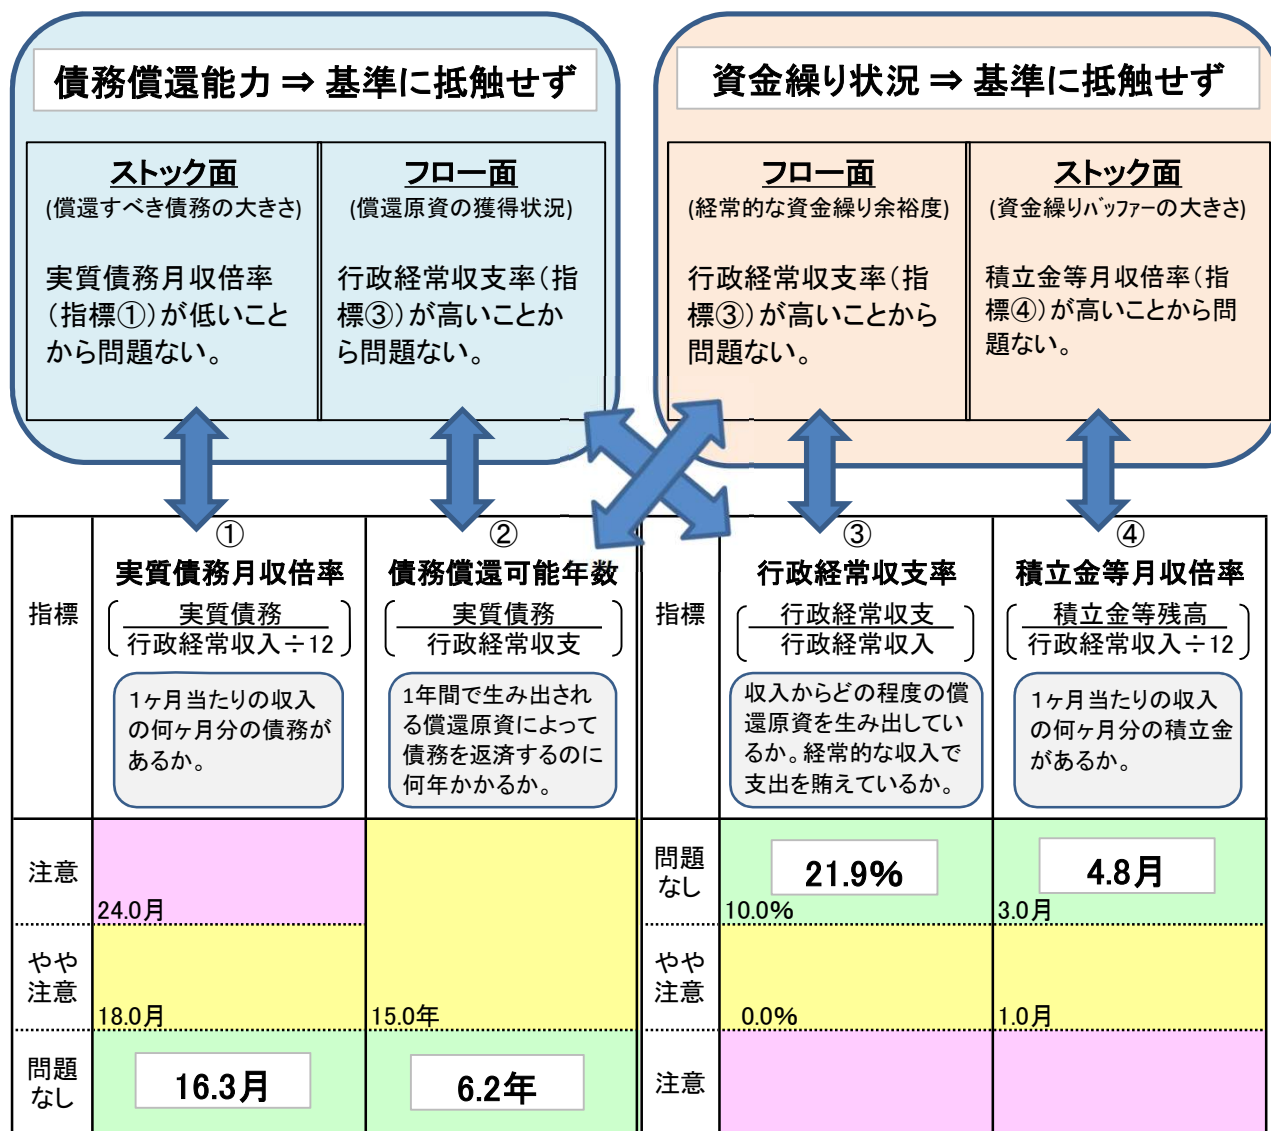 債務償還能力 ⇒ 基準に抵触せず
ストック面
(償還すべき債務の大きさ)
実質債務月収倍率
(指標①)が低いこと
から問題ない。
フロー面
(償還原資の獲得状況)
行政経常収支率(指
標③)が高いことか
ら問題ない。
資金繰り状況 ⇒ 基準に抵触せず
フロー面
(経常的な資金繰り余裕度)
行政経常収支率(指
標③)が高いことから
問題ない。
ストック面
(資金繰りバッファーの大きさ)
積立金等月収倍率(指
標④)が高いことから問
題ない。
指標
①
実質債務月収倍率
実質債務
行政経常収入÷12
1ヶ月当たりの収入
の何ヶ月分の債務が
あるか。
②
債務償還可能年数
実質債務
行政経常収支
1年間で生み出され
る償還原資によって
債務を返済するのに
何年かかるか。
指標
③
行政経常収支率
行政経常収支
行政経常収入
収入からどの程度の償
還原資を生み出してい
るか。経常的な収入で
支出を賄えているか。
④
積立金等月収倍率
積立金等残高
行政経常収入÷12
1ヶ月当たりの収入
の何ヶ月分の積立金
があるか。
注意
24.0月
やや
注意
18.0月
15.0年
問題
なし
16.3月
6.2年
問題
なし
21.9%
10.0%
4.8月
3.0月
やや
注意
0.0%
1.0月
注意